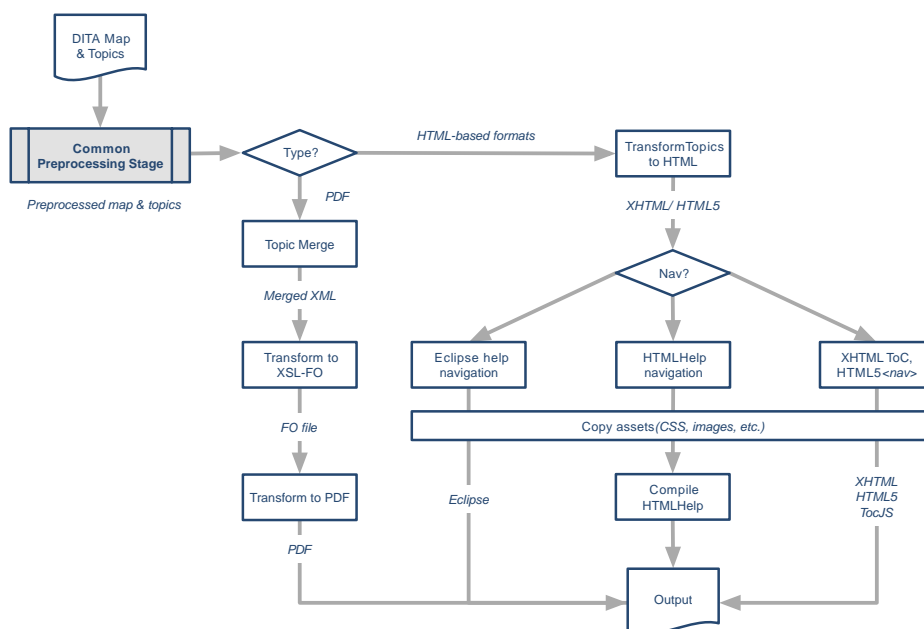 DITA Map
& Topics
Common
Preprocessing Stage
Preprocessed map & topics
Type?
HTML-based formats
TransformTopics
to HTML
PDF
XHTML/ HTML5
Topic Merge
Nav?
Merged XML
Transform to
XSL-FO
Eclipse help
navigation
HTMLHelp
navigation
XHTML ToC,
HTML5<nav>
FO file
Copy assets(CSS, images, etc.)
Transform to PDF
Eclipse
Compile
HTMLHelp
XHTML
HTML5
TocJS
PDF
Output